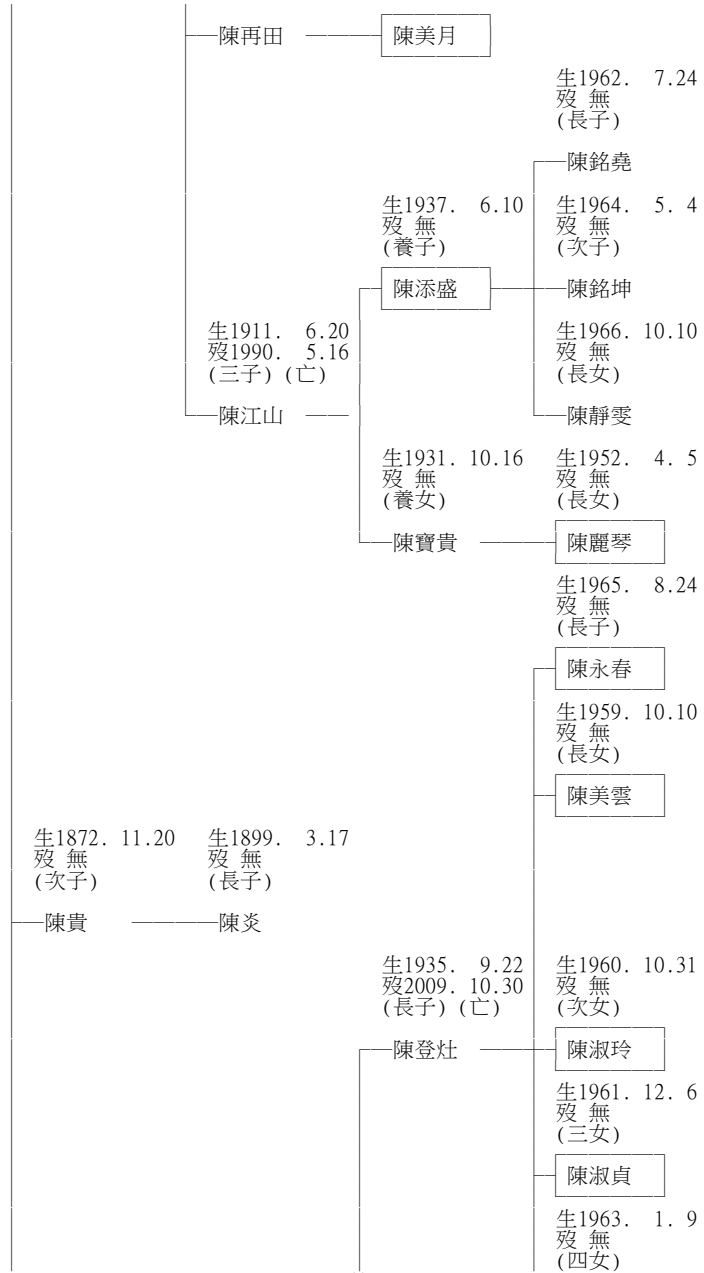 陳再田 陳美月
生1962. 7.24
歿 無
(長子)
陳銘堯
生1937. 6.10 生1964. 5. 4
歿 無 歿 無
(養子) (次子)
陳添盛 陳銘坤
生1911. 6.20 生1966. 10.10
歿1990. 5.16 歿 無
(三子) (亡) (長女)
陳江山 陳靜雯
生1931. 10.16 生1952. 4. 5
歿 無 歿 無
(養女) (長女)
陳寶貴 陳麗琴
生1965. 8.24
歿 無
(長子)
陳永春
生1959. 10.10
歿 無
(長女)
陳美雲
生1872. 11.20 生1899. 3.17
歿 無 歿 無
(次子) (長子)
陳貴 陳炎
生1935. 9.22 生1960. 10.31
歿2009. 10.30 歿 無
(長子) (亡) (次女)
陳登灶 陳淑玲
生1961. 12. 6
歿 無
(三女)
陳淑貞
生1963. 1. 9
歿 無
(四女)